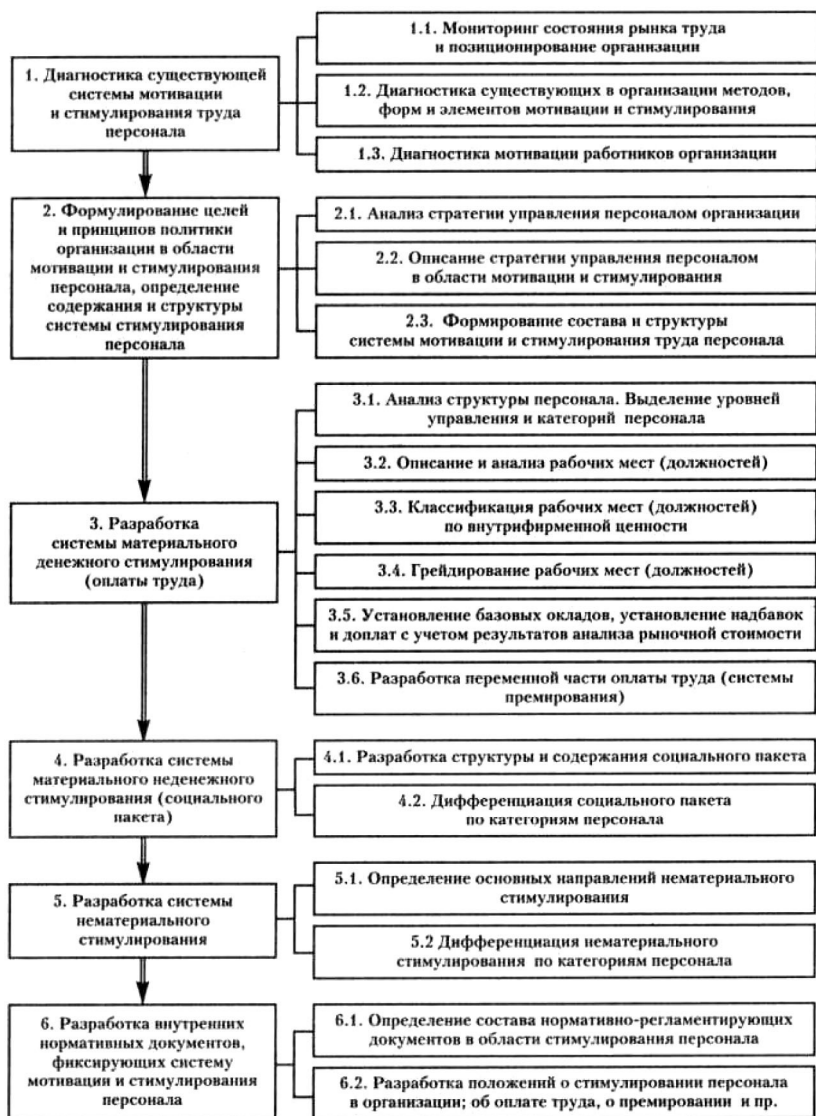 1. Диагностика существующей
системы мотивации
и стимулирования труда
персонала
1.1. Мониторинг состояния рынка труда
и позиционирование организации
1.2. Диагностика существующих в организации методов,
форм и элементов мотивации и стимулирования
1.3. Диагностика мотивации работников организации
2. Формулирование целей
и принципов политики
организации в области
мотивации и стимулирования
персонала, определение
содержания и структуры
системы стимулирования
персонала
2.1. Анализ стратегии управления персоналом организации
2.2. Описание стратегии управления персоналом
в области мотивации и стимулирования
2.3. Формирование состава и структуры
системы мотивации и стимулирования труда персонала
3. Разработка
системы материального
денежного стимулирования
(оплаты труда)
3.1. Анализ структуры персонала. Выделение уровней
управления и категорий персонала
3.2. Описание и анализ рабочих мест (должностей)
3.3. Классификация рабочих мест (должностей)
по внутрифирменной ценности
3.4. Грейдирование рабочих мест (должностей)
3.5. Установление базовых окладов, установление надбавок
и доплат с учетом результатов анализа рыночной стоимости
3.6. Разработка переменной части оплаты труда (системы
премирования)
4. Разработка системы
материального неденежного
стимулирования (социального
пакета)
4.1. Разработка структуры и содержания социального пакета
4.2. Дифференциация социального пакета
по категориям персонала
5. Разработка системы
нематериального
стимулирования
5.1. Определение основных направлений нематериального
стимулирования
5.2 Дифференциация нематериального
стимулирования по категориям персонала
6. Разработка внутренних
нормативных документов,
фиксирующих систему
мотивации и стимулирования
персонала
6.1. Определение состава нормативно-регламентирующих
документов в области стимулирования персонала
6.2. Разработка положений о стимулировании персонала
в организации; об оплате труда, о премировании и пр.